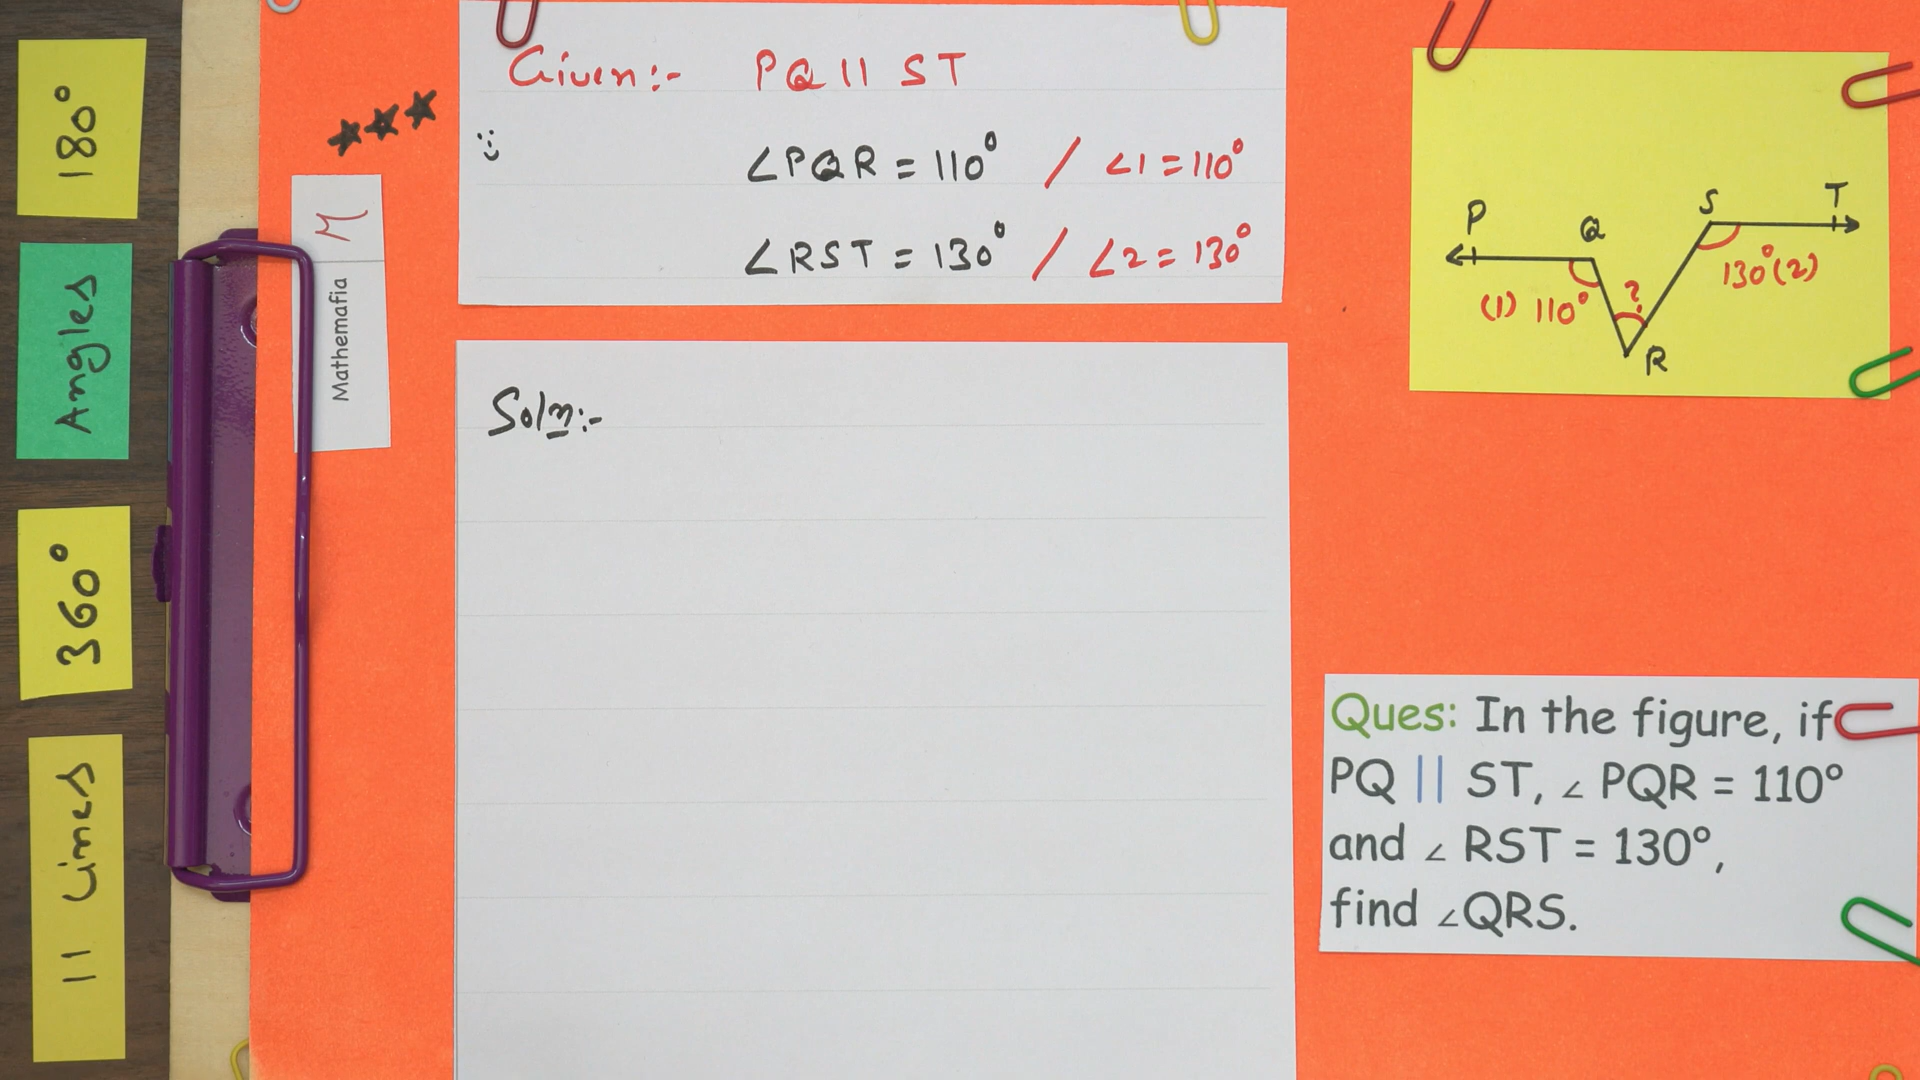 180°
Angles
360°
11 Lines
M
Mathemafia
Given:- PQ || ST
∠PQR = 110° / ∠1 = 110°
∠RST = 130° / ∠2 = 130°
Soln:-
P
Q
S
T
R
(1) 110°
?
130°(2)
Ques: In the figure, if
PQ || ST, ∠ PQR = 110°
and ∠ RST = 130°,
find ∠QRS.